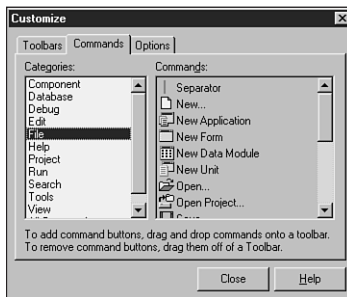 Customize
Toolbars Commands Options
Categories:
Component
Database
Debug
Edit
File
Help
Project
Run
Search
Tools
View
Commands:
Separator
New...
New Application
New Form
New Data Module
New Unit
Open...
Open Project...
To add command buttons, drag and drop commands onto a toolbar.
To remove command buttons, drag them off of a Toolbar.
Close Help